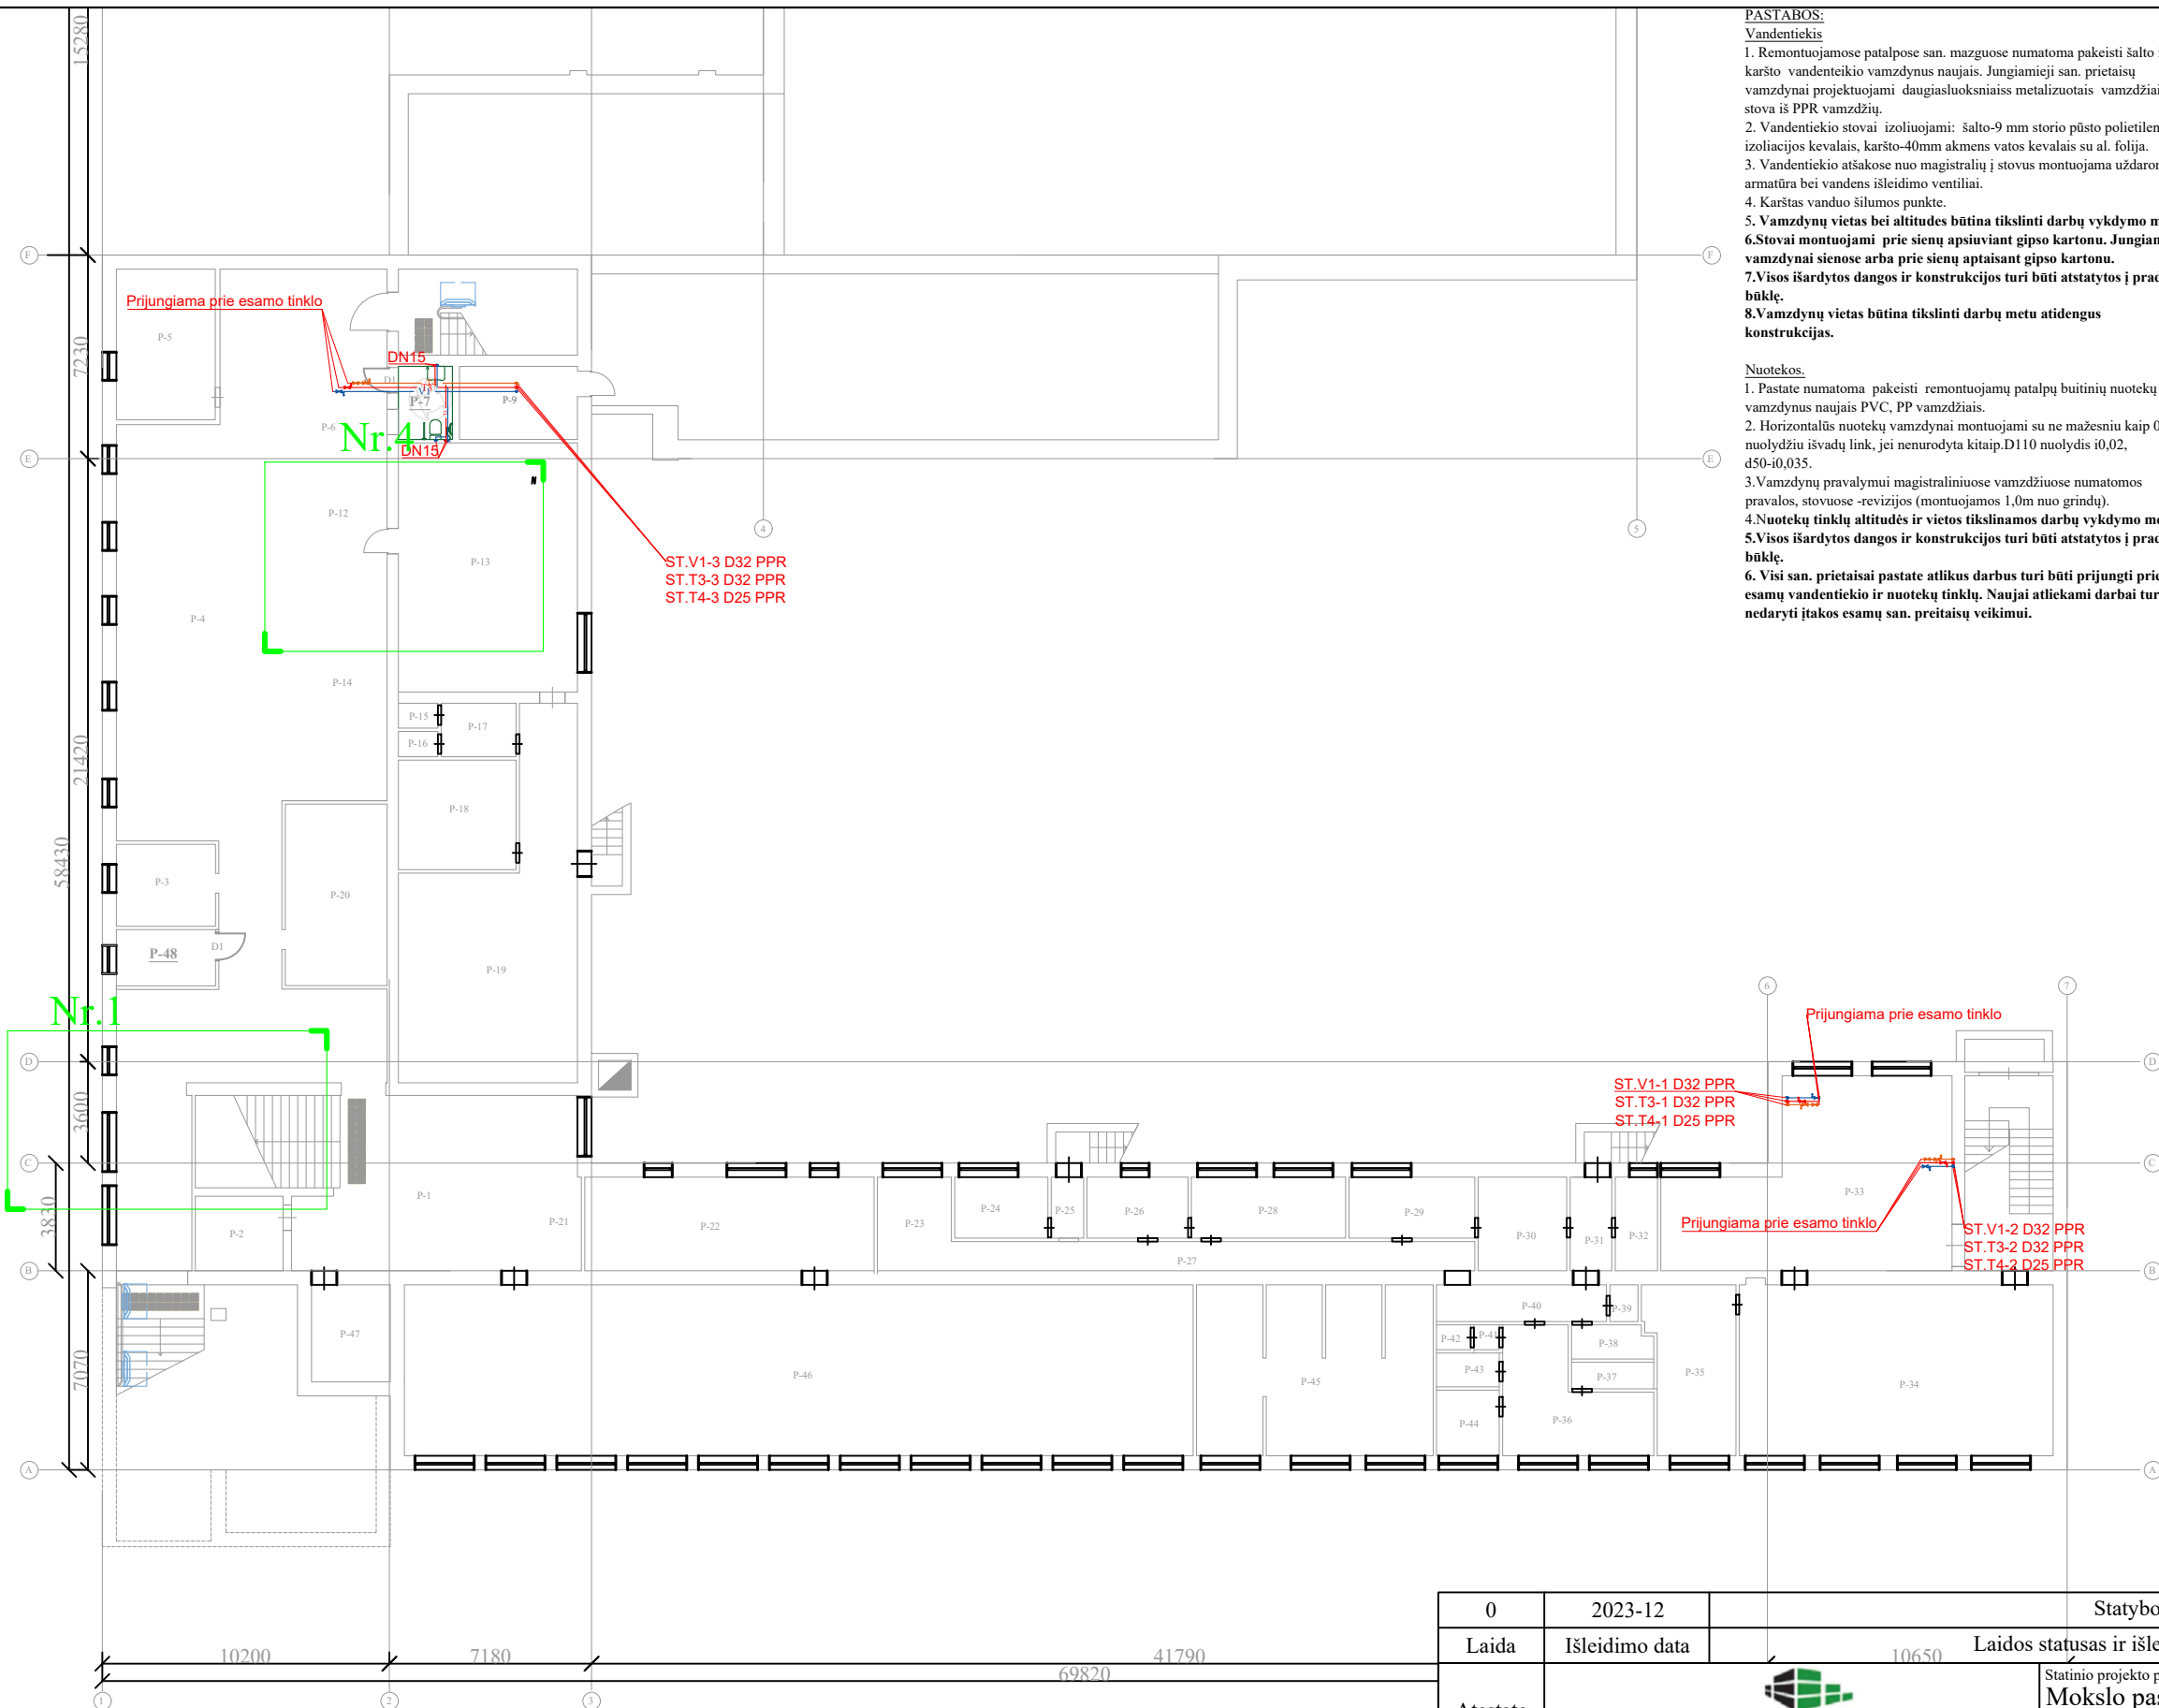 PASTABOS:
Vandentiekis
1. Remontuojamose patalpose san. mazguose numatoma pakeisti šalto
karšto vandenteikio vamzdynus naujais. Jungiamieji san. prietaisų
vamzdynai projektuojami daugiasluoksniaiss metalizuotais vamzdžiai
stova iš PPR vamzdžių.
2. Vandentiekio stovai izoliuojami: šalto-9 mm storio pūsto polietilen
izoliacijos kevalais, karšto-40mm akmens vatos kevalais su al. folija.
3. Vandentiekio atšakose nuo magistralių į stovus montuojama uždaron
armatūra bei vandens išleidimo ventiliai.
4. Karštas vanduo šilumos punkte.
5. Vamzdynų vietas bei altitudes būtina tikslinti darbų vykdymo m
6.Stovai montuojami prie sienų apsiuviant gipso kartonu. Jungian
vamzdynai sienose arba prie sienų aptaisant gipso kartonu.
7.Visos išardytos dangos ir konstrukcijos turi būti atstatytos į prad
būklę.
8.Vamzdynų vietas būtina tikslinti darbų metu atidengus
konstrukcijas.
Nuotekos.
1. Pastate numatoma pakeisti remontuojamų patalpų buitinių nuotekų
vamzdynus naujais PVC, PP vamzdžiais.
2. Horizontalūs nuotekų vamzdynai montuojami su ne mažesniu kaip 0
nuolydžiu išvadų link, jei nenurodyta kitaip.D110 nuolydis i0,02,
d50-i0,035.
3.Vamzdynų pravalymui magistraliniuose vamzdžiuose numatomos
pravalos, stovuose -revizijos (montuojamos 1,0m nuo grindų).
4.Nuotekų tinklų altitudės ir vietos tikslinamos darbų vykdymo me
5.Visos išardytos dangos ir konstrukcijos turi būti atstatytos į prad
būklę.
6. Visi san. prietaisai pastate atlikus darbus turi būti prijungti prie
esamų vandentiekio ir nuotekų tinklų. Naujai atliekami darbai tur
nedaryti įtakos esamų san. preitaisų veikimui.
15280
F
F
Prijungiama prie esamo tinklo
P-5
7230
DN15
D1
V1
P-7
P-9
P-6
Nr.4
DN15
E
E
P-12
4
5
P-13
ST.V1-3 D32 PPR
ST.T3-3 D32 PPR
ST.T4-3 D25 PPR
P-4
P-14
P-15
P-17
P-16
21420
P-18
58430
P-3
P-20
P-48
D1
P-19
6
7
Nr.1
Prijungiama prie esamo tinklo
D
D
3600
ST.V1-1 D32 PPR
ST.T3-1 D32 PPR
ST.T4-1 D25 PPR
C
C
3830
P-1
P-2
P-21
P-22
P-23
P-24
P-25
P-26
P-28
P-29
P-30
P-31
P-32
P-33
P-27
Prijungiama prie esamo tinklo
ST.V1-2 D32 PPR
ST.T3-2 D32 PPR
ST.T4-2 D25 PPR
B
B
7070
P-47
P-46
P-45
P-40
P-39
P-42
P-41
P-38
P-43
P-37
P-35
P-34
P-44
P-36
A
A
0
2023-12
Statybo
Laida
Išleidimo data
Laidos statusas ir išle
10200
7180
41790
10650
69820
Statinio projekto p
Mokslo pas
Atestato
1
2
3